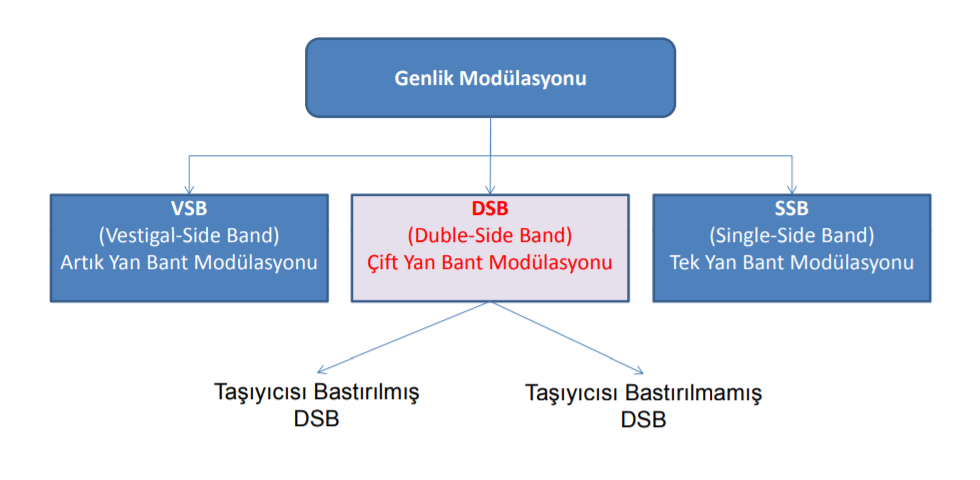 Genlik Modülasyonu
VSB
(Vestigal-Side Band)
Artık Yan Bant Modülasyonu
DSB
(Duble-Side Band)
Çift Yan Bant Modülasyonu
SSB
(Single-Side Band)
Tek Yan Bant Modülasyonu
Taşıyıcısı Bastırılmış
DSB
Taşıyıcısı Bastırılmamış
DSB